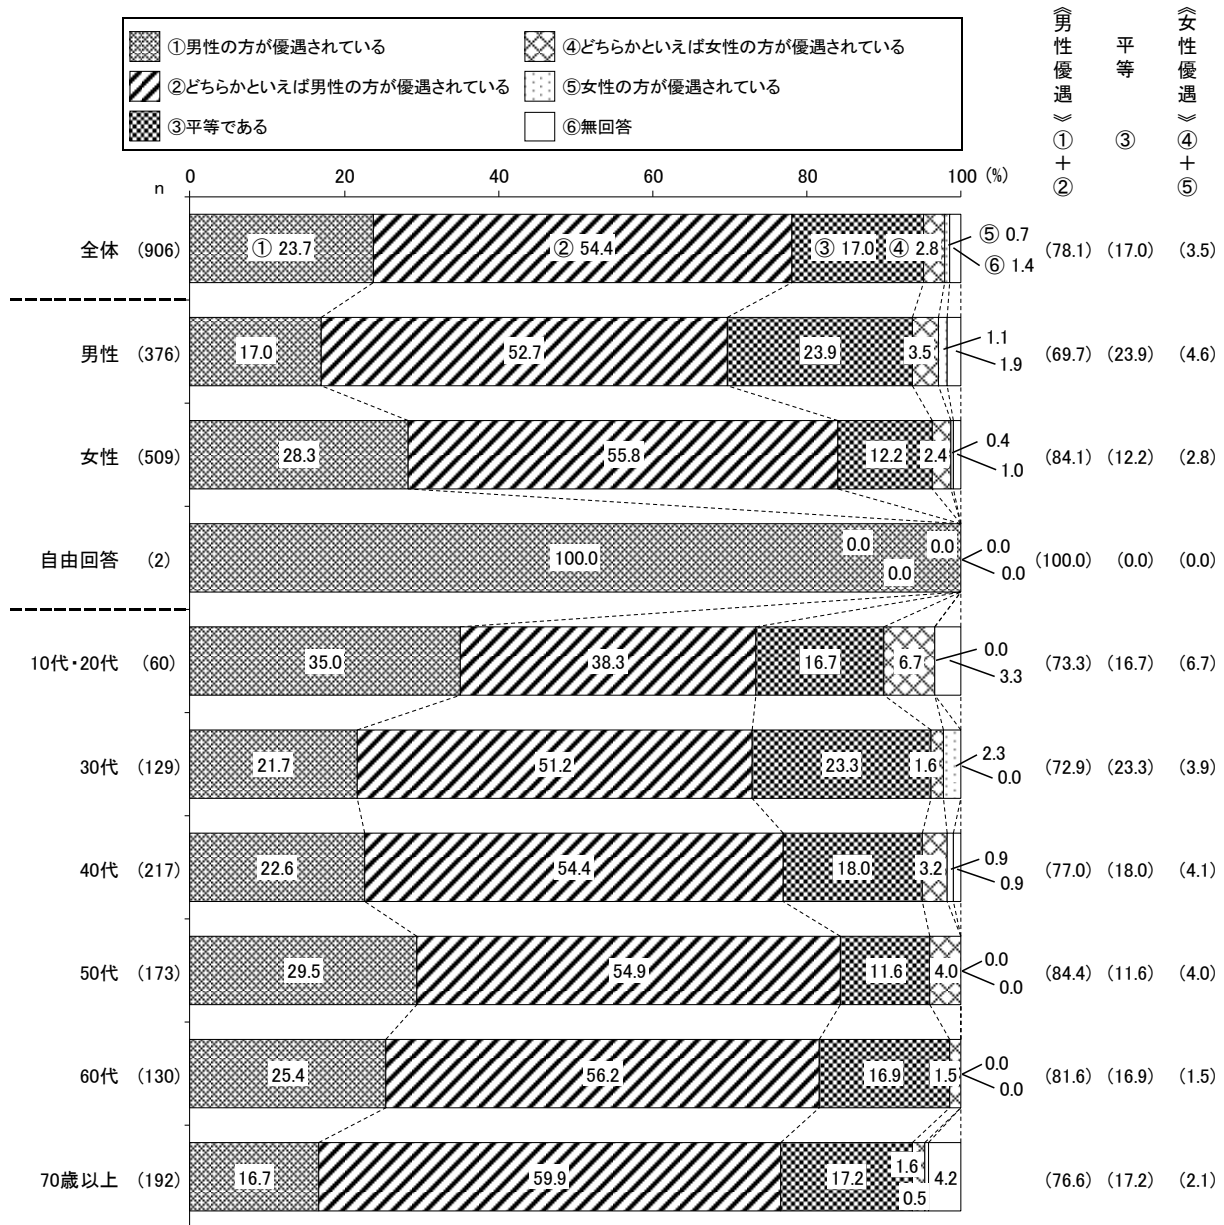 ①男性の方が優遇されている
④どちらかといえば女性の方が優遇されている
②どちらかといえば男性の方が優遇されている
⑤女性の方が優遇されている
③平等である
⑥無回答
《男性優遇》①+②
平等 ③
《女性優遇》④+⑤
n 0 20 40 60 80 100 (%)
全体 (906) ① 23.7 ② 54.4 ③ 17.0 ④ 2.8 ⑤ 0.7 ⑥ 1.4 (78.1) (17.0) (3.5)
男性 (376) 17.0 52.7 23.9 3.5 1.1 1.9 (69.7) (23.9) (4.6)
女性 (509) 28.3 55.8 12.2 2.4 0.4 1.0 (84.1) (12.2) (2.8)
自由回答 (2) 100.0 0.0 0.0 0.0 0.0 0.0 (100.0) (0.0) (0.0)
10代・20代 (60) 35.0 38.3 16.7 6.7 0.0 3.3 (73.3) (16.7) (6.7)
30代 (129) 21.7 51.2 23.3 1.6 2.3 0.0 (72.9) (23.3) (3.9)
40代 (217) 22.6 54.4 18.0 3.2 0.9 0.9 (77.0) (18.0) (4.1)
50代 (173) 29.5 54.9 11.6 4.0 0.0 0.0 (84.4) (11.6) (4.0)
60代 (130) 25.4 56.2 16.9 1.5 0.0 0.0 (81.6) (16.9) (1.5)
70歳以上 (192) 16.7 59.9 17.2 1.6 0.5 4.2 (76.6) (17.2) (2.1)